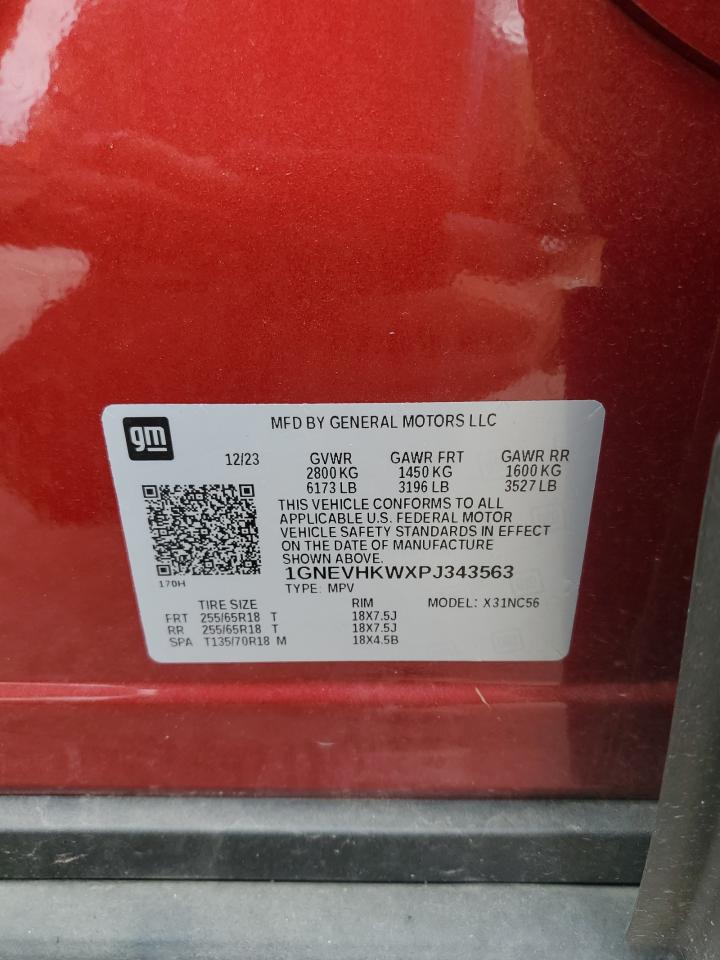 gm
MFD BY GENERAL MOTORS LLC
12/23 GVWR GAWR FRT GAWR RR
2800 KG 1450 KG 1600 KG
6173 LB 3196 LB 3527 LB
THIS VEHICLE CONFORMS TO ALL
APPLICABLE U.S. FEDERAL MOTOR
VEHICLE SAFETY STANDARDS IN EFFECT
ON THE DATE OF MANUFACTURE
SHOWN ABOVE.
170H
1GNEVHKWXPJ343563
TYPE: MPV
TIRE SIZE RIM MODEL: X31NC56
FRT 255/65R18 T 18X7.5J
RR 255/65R18 T 18X7.5J
SPA T135/70R18 M 18X4.5B